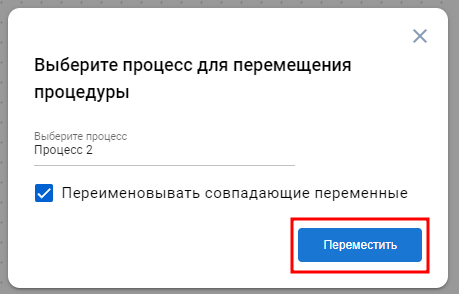 Выберите процесс для перемещения
процедуры
Выберите процесс
Процесс 2
Переименовывать совпадающие переменные
Переместить